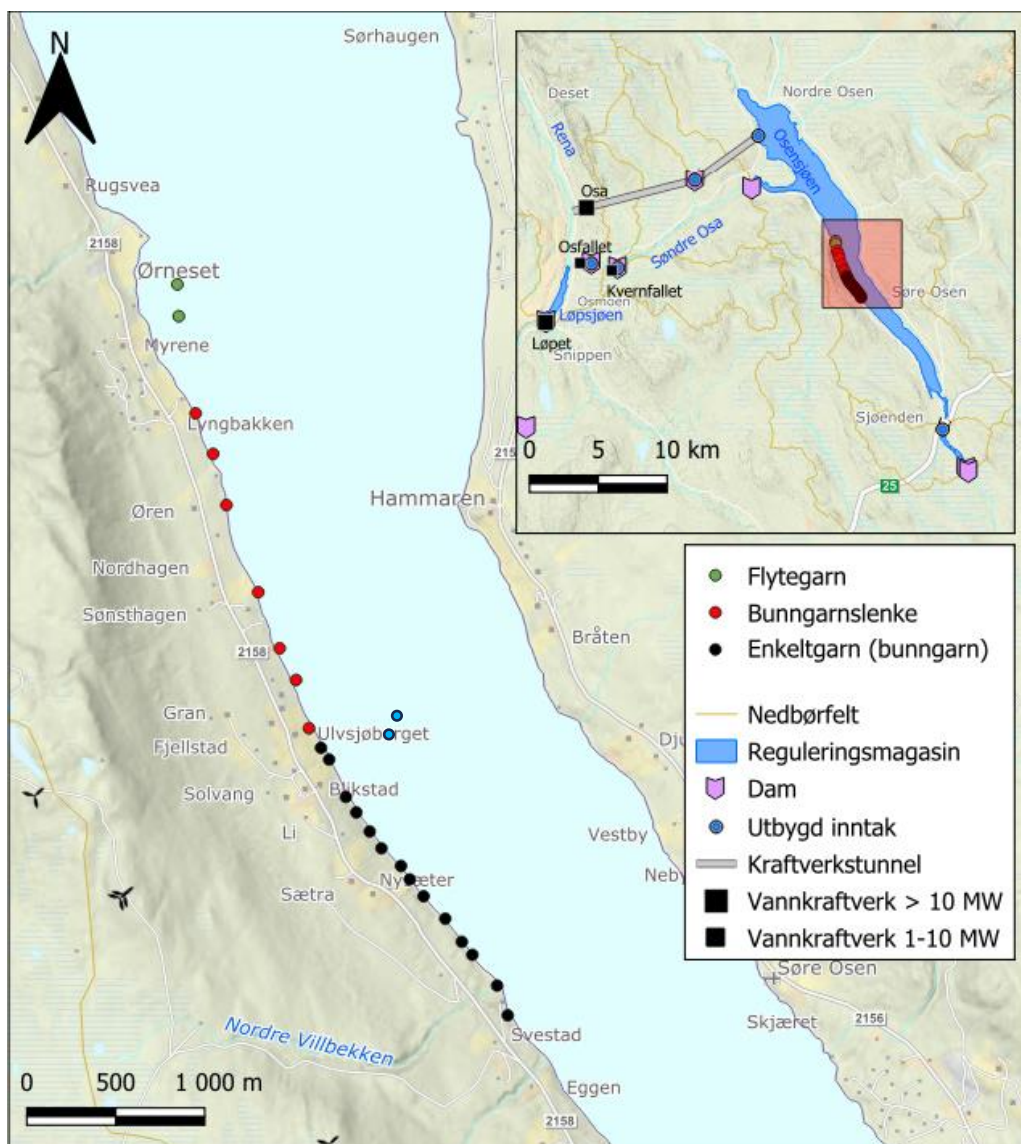 N
Sørhaugen
Rugsvea
2158
Ørneset
Myrene
Lyngbakken
Hammaren
Øren
Nordhagen
Sønsthagen
2158
Bråten
Gran
Ulvsjøberget
Fjellstad
Blikstad
Solvang
Li
Vestby
Sætra
Søre Osen
Skjæret
2156
Svestad
Nordre Villbekken
Eggen
2158
0 500 1 000 m
Deset
Nordre Osen
Rena
Osensjøen
Osa
Osfallet
Søndre Osa
Kvernfallet
Søre Osen
Osmoen
Løpsjøen
Løpet
Snippen
Sjøenden
0 5 10 km
25
Flytegarn
Bunngarnslenke
Enkeltgarn (bunngarn)
Nedbørfelt
Reguleringsmagasin
Dam
Utbygd inntak
Kraftverkstunnel
Vannkraftverk > 10 MW
Vannkraftverk 1-10 MW